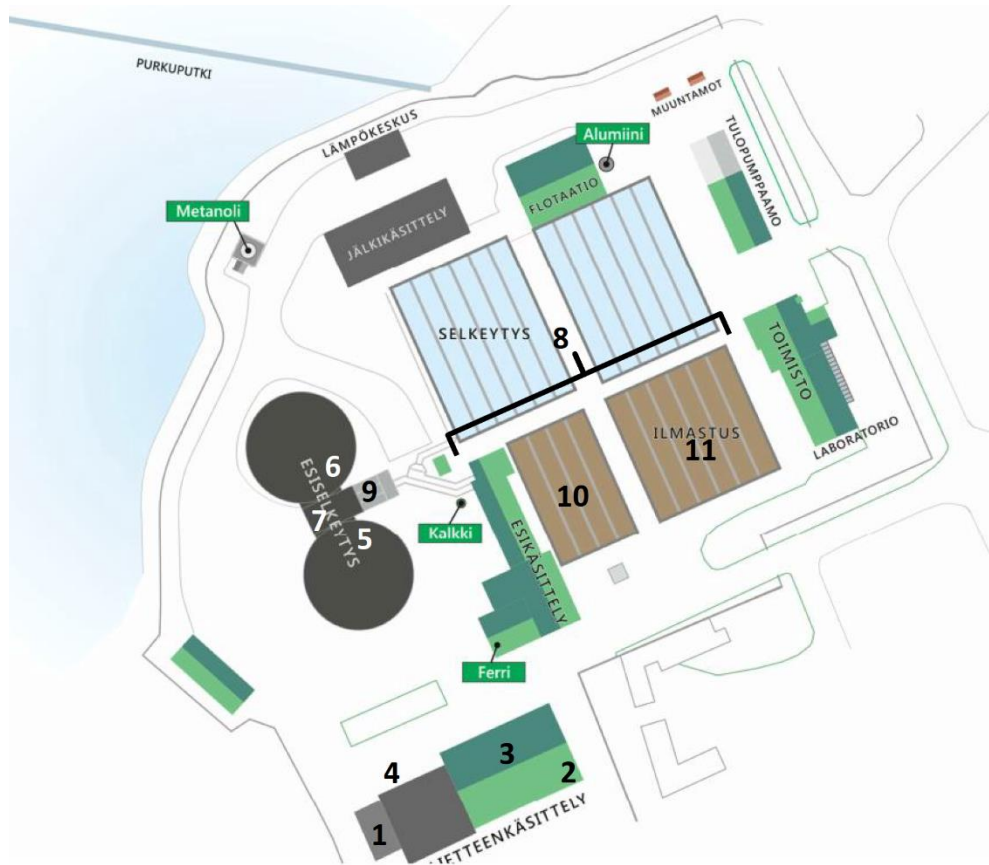 PURKUPUTKI
MUUNTAMOT
LÄMPÖKESKUS
Alumiini
TULOPUMPPAAMO
FLOTAATIO
Metanoli
JÄLKIKÄSITTELY
SELKEYTYS
8
TOIMISTO
ILMASTUS
11
LABORATORIO
6
9
10
ESISELKEYTYS
7
5
Kalkki
ESIKÄSITTELY
Ferri
3
4
2
1
LIETTEENKÄSITTELY